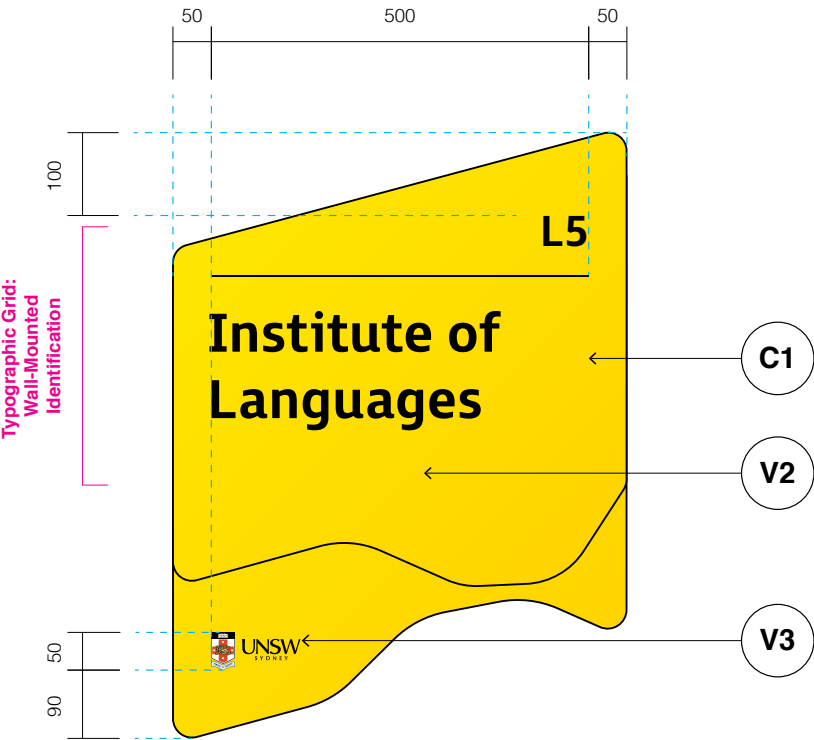 50 500 50
100
L5
Typographic Grid:
Wall-Mounted
Identification
Institute of
Languages
C1
V2
50
UNSW
SYDNEY
V3
90